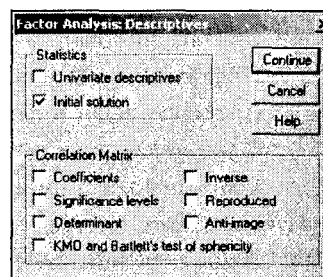 Factor Analysis: Descriptives
Statistics
Univariate descriptives
Initial solution
Continue
Cancel
Help
Correlation Matrix
Coefficients
Inverse
Significance levels
Reproduced
Determinant
Anti-image
KMO and Bartlett's test of sphericity